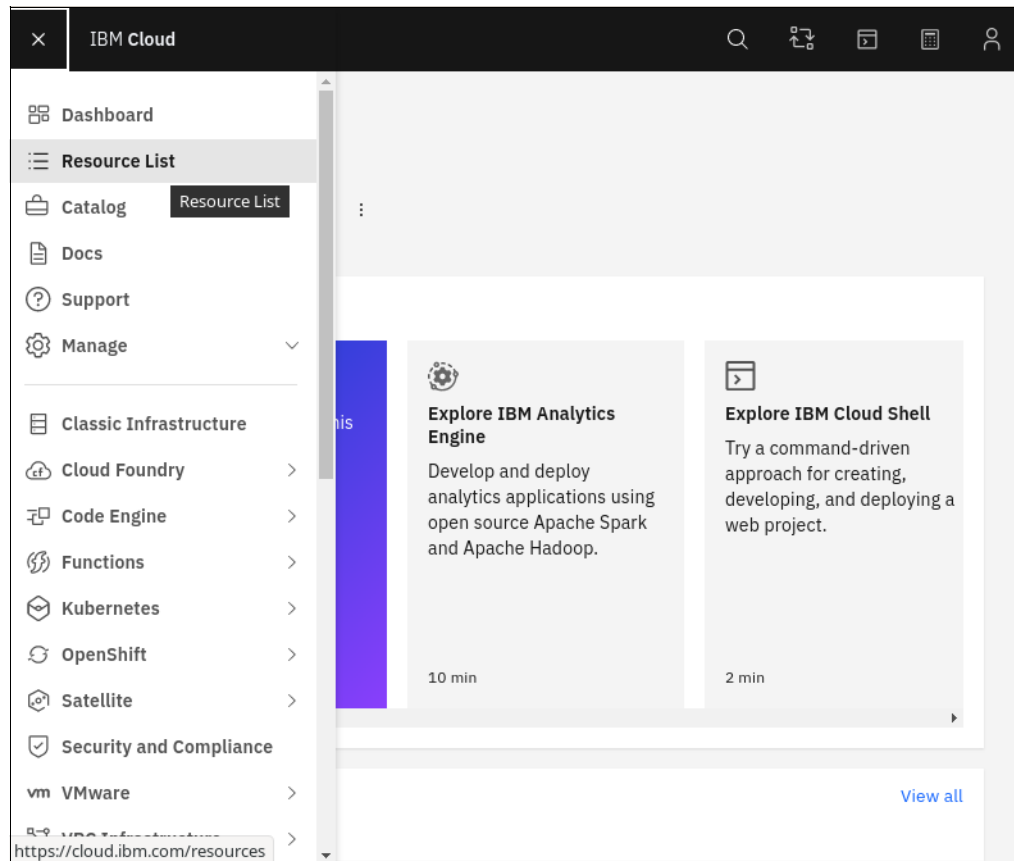 IBM Cloud
Dashboard
Resource List
Resource List
Catalog
Docs
Support
Manage
Classic Infrastructure
Cloud Foundry
Code Engine
Functions
Kubernetes
OpenShift
Satellite
Security and Compliance
vm VMware
VPC Infrastructure
https://cloud.ibm.com/resources
his
Explore IBM Analytics
Engine
Develop and deploy
analytics applications using
open source Apache Spark
and Apache Hadoop.
10 min
Explore IBM Cloud Shell
Try a command-driven
approach for creating,
developing, and deploying a
web project.
2 min
View all